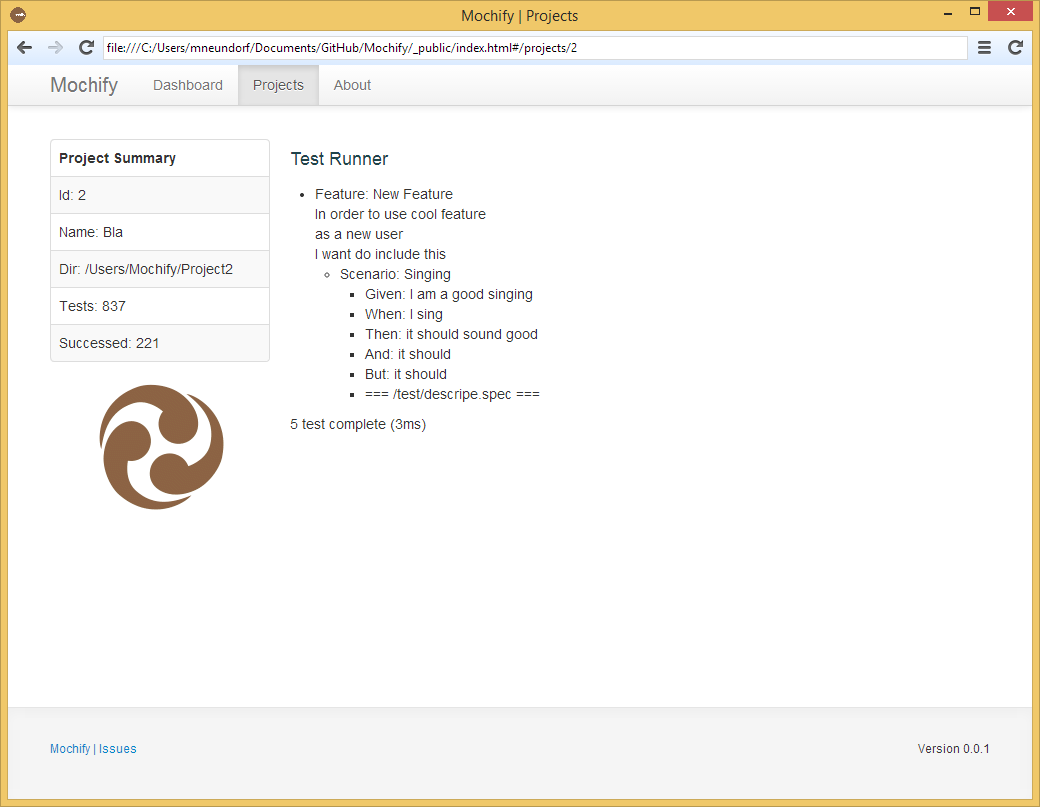 Mochify | Projects
file:///C:/Users/mneundorf/Documents/GitHub/Mochify/_public/index.html#/projects/2
Mochify Dashboard Projects About
Project Summary
Id: 2
Name: Bla
Dir: /Users/Mochify/Project2
Tests: 837
Successed: 221
Test Runner
Feature: New Feature
In order to use cool feature
as a new user
I want do include this
Scenario: Singing
Given: I am a good singing
When: I sing
Then: it should sound good
And: it should
But: it should
=== /test/descripe.spec ===
5 test complete (3ms)
Mochify | Issues
Version 0.0.1